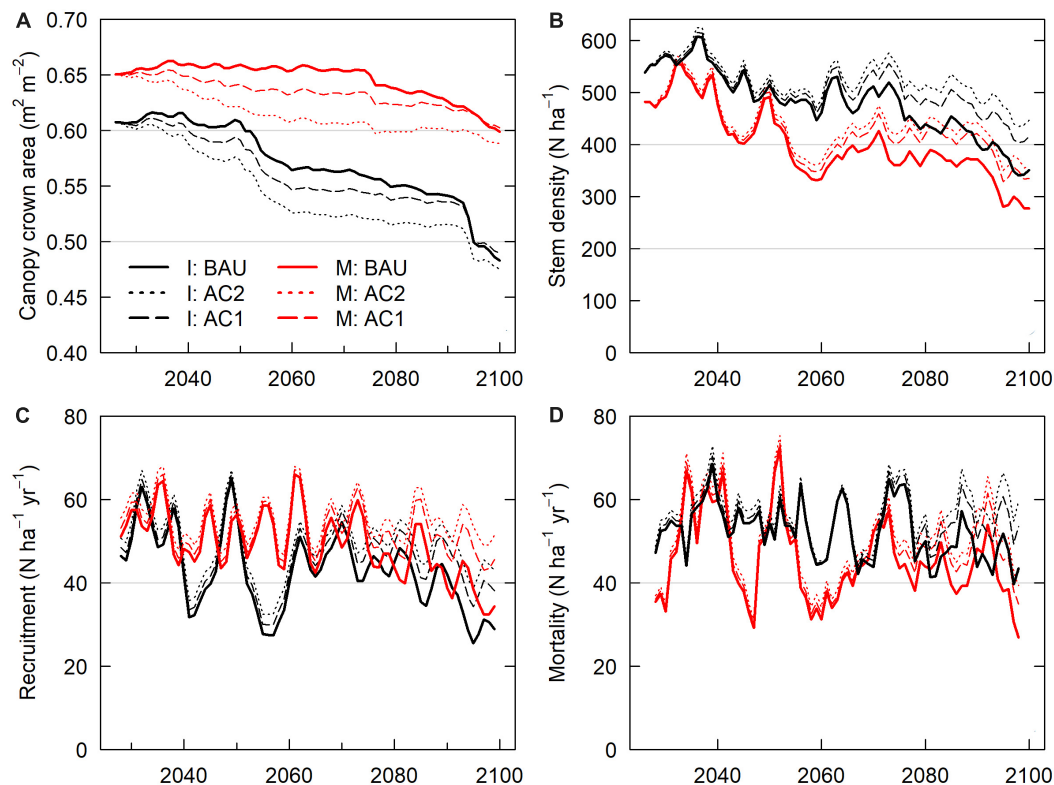 A
Canopy crown area (m² m⁻²)
0.70
0.65
0.60
0.55
0.50
0.45
0.40
I: BAU
I: AC2
I: AC1
M: BAU
M: AC2
M: AC1
2040 2060 2080 2100
B
Stem density (N ha⁻¹)
600
500
400
300
200
100
0
2040 2060 2080 2100
C
Recruitment (N ha⁻¹ yr⁻¹)
80
60
40
20
0
2040 2060 2080 2100
D
Mortality (N ha⁻¹ yr⁻¹)
80
60
40
20
0
2040 2060 2080 2100